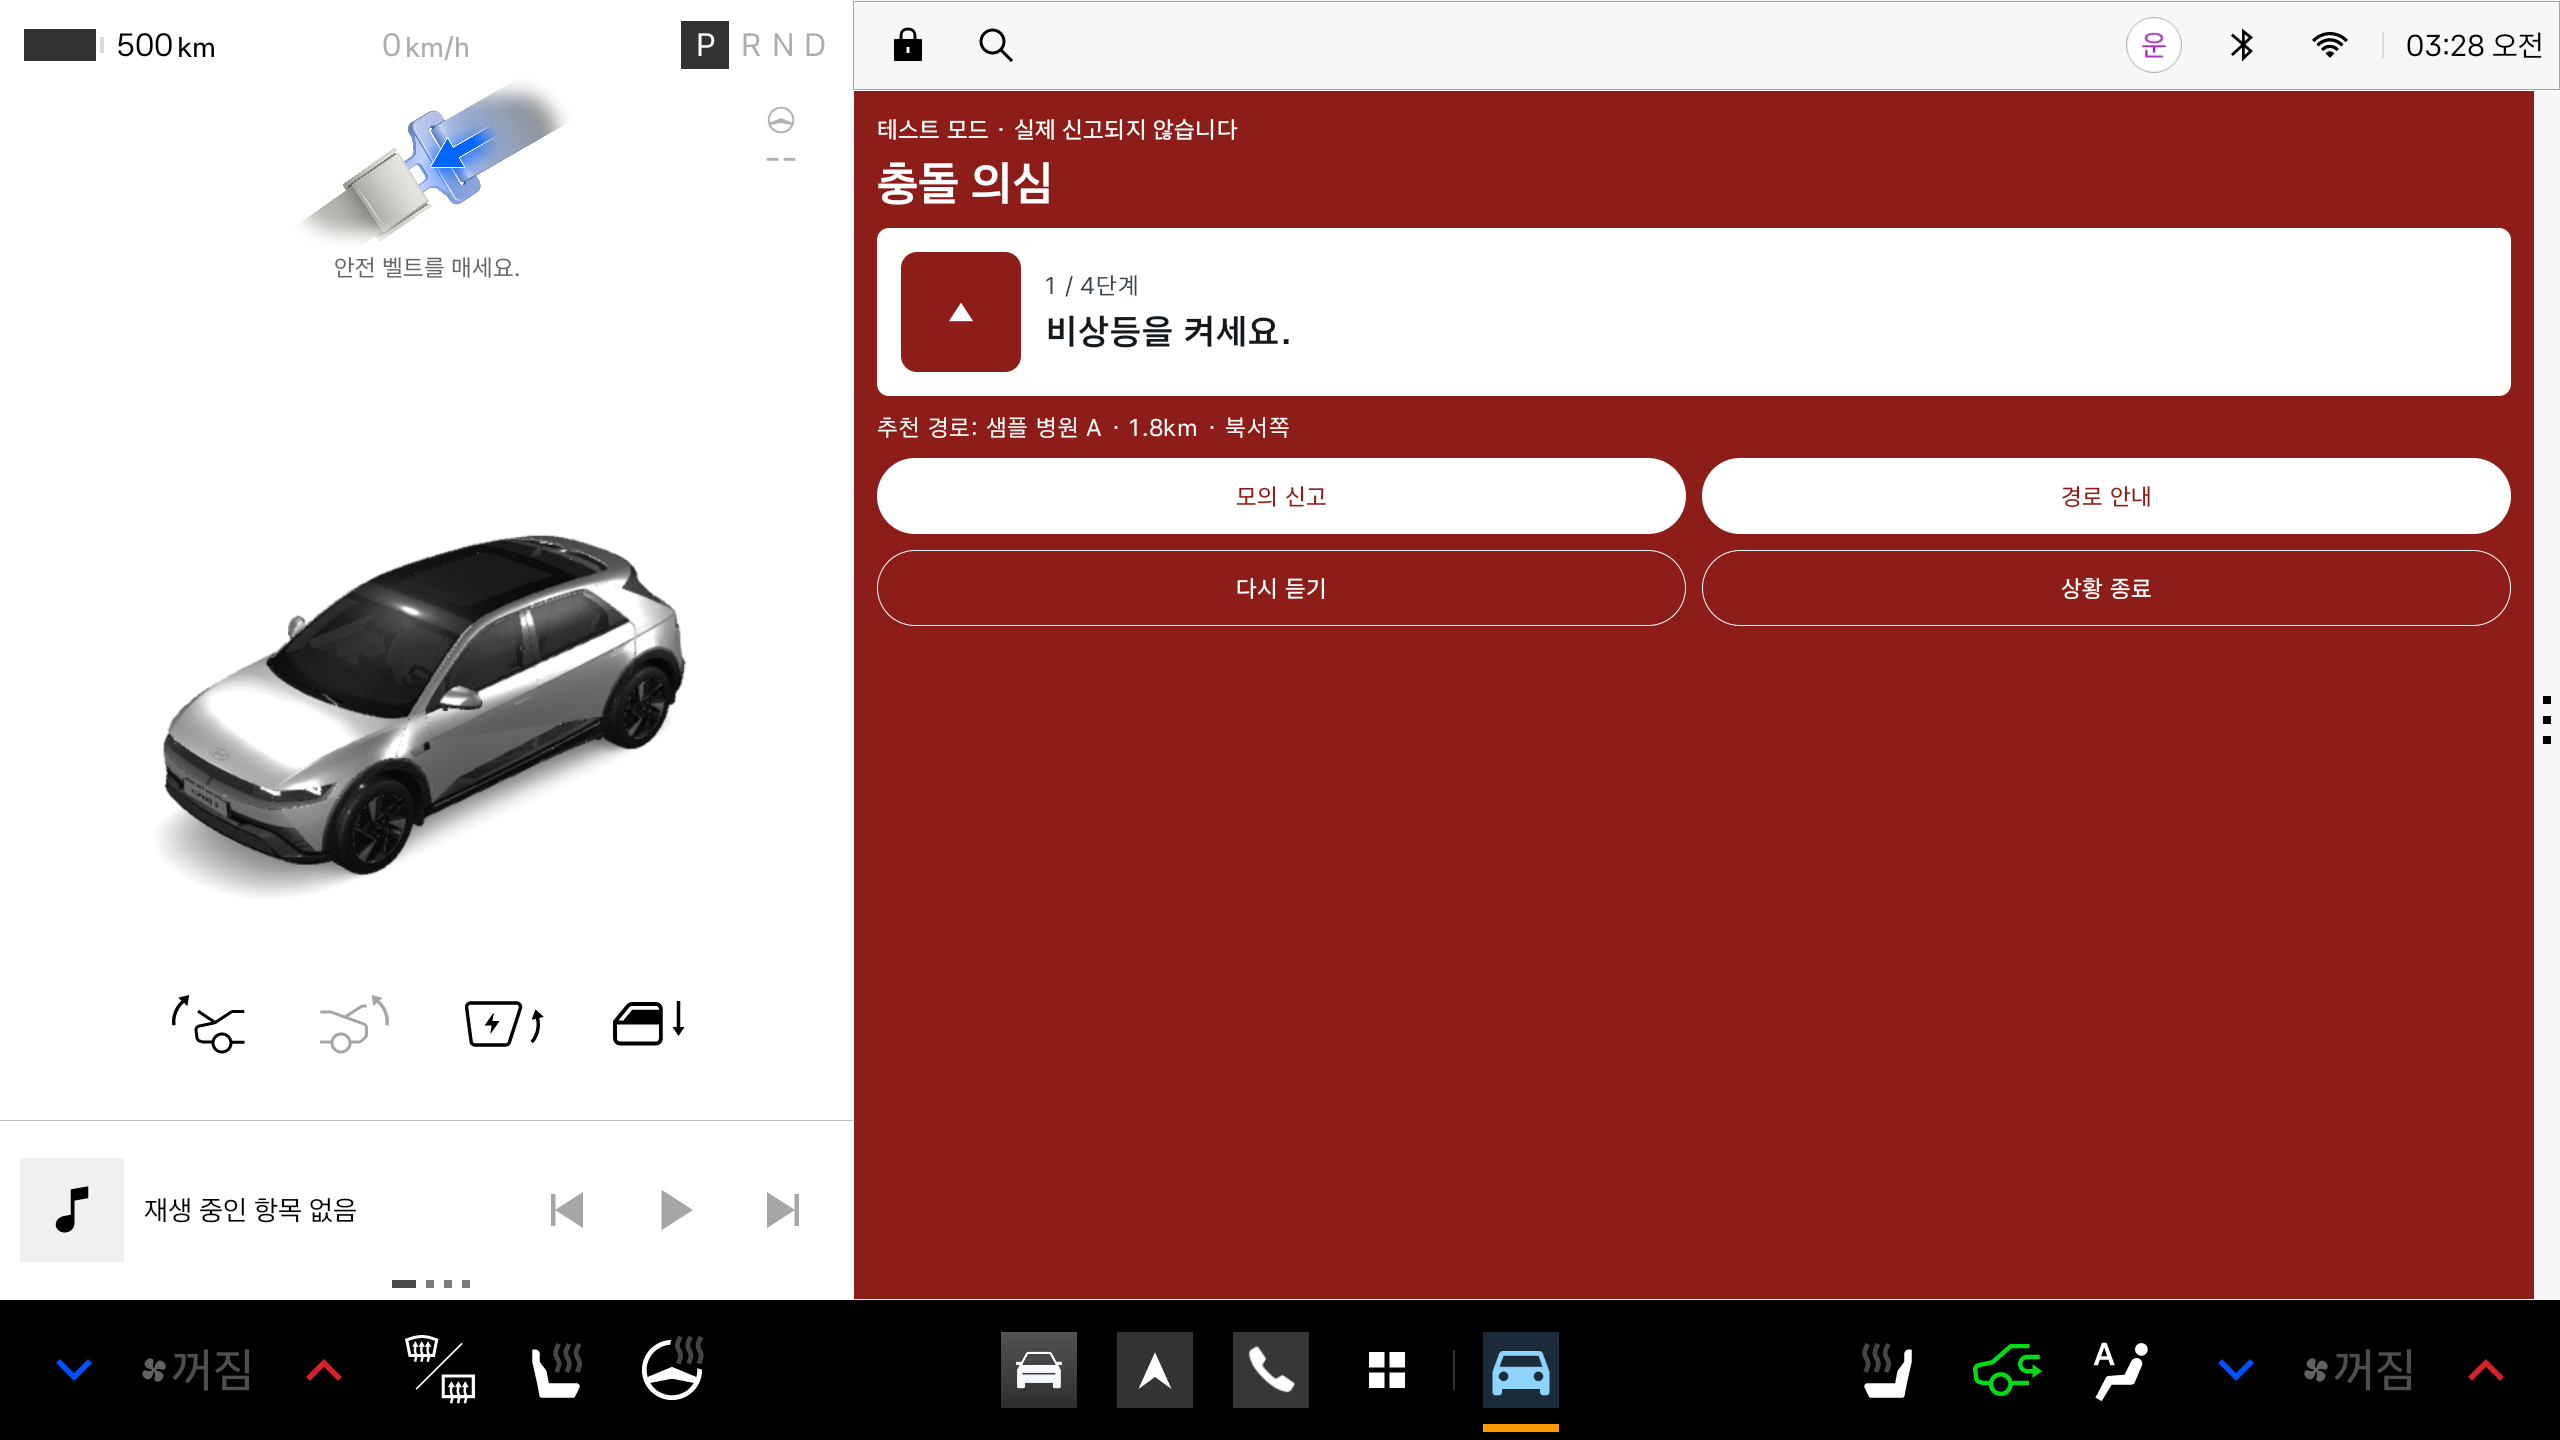 500 km
0 km/h
P R N D
운
03:28 오전
안전 벨트를 매세요.
테스트 모드 · 실제 신고되지 않습니다
충돌 의심
1 / 4단계
비상등을 켜세요.
추천 경로: 샘플 병원 A · 1.8km · 북서쪽
모의 신고
경로 안내
다시 듣기
상황 종료
재생 중인 항목 없음
꺼짐
A
꺼짐